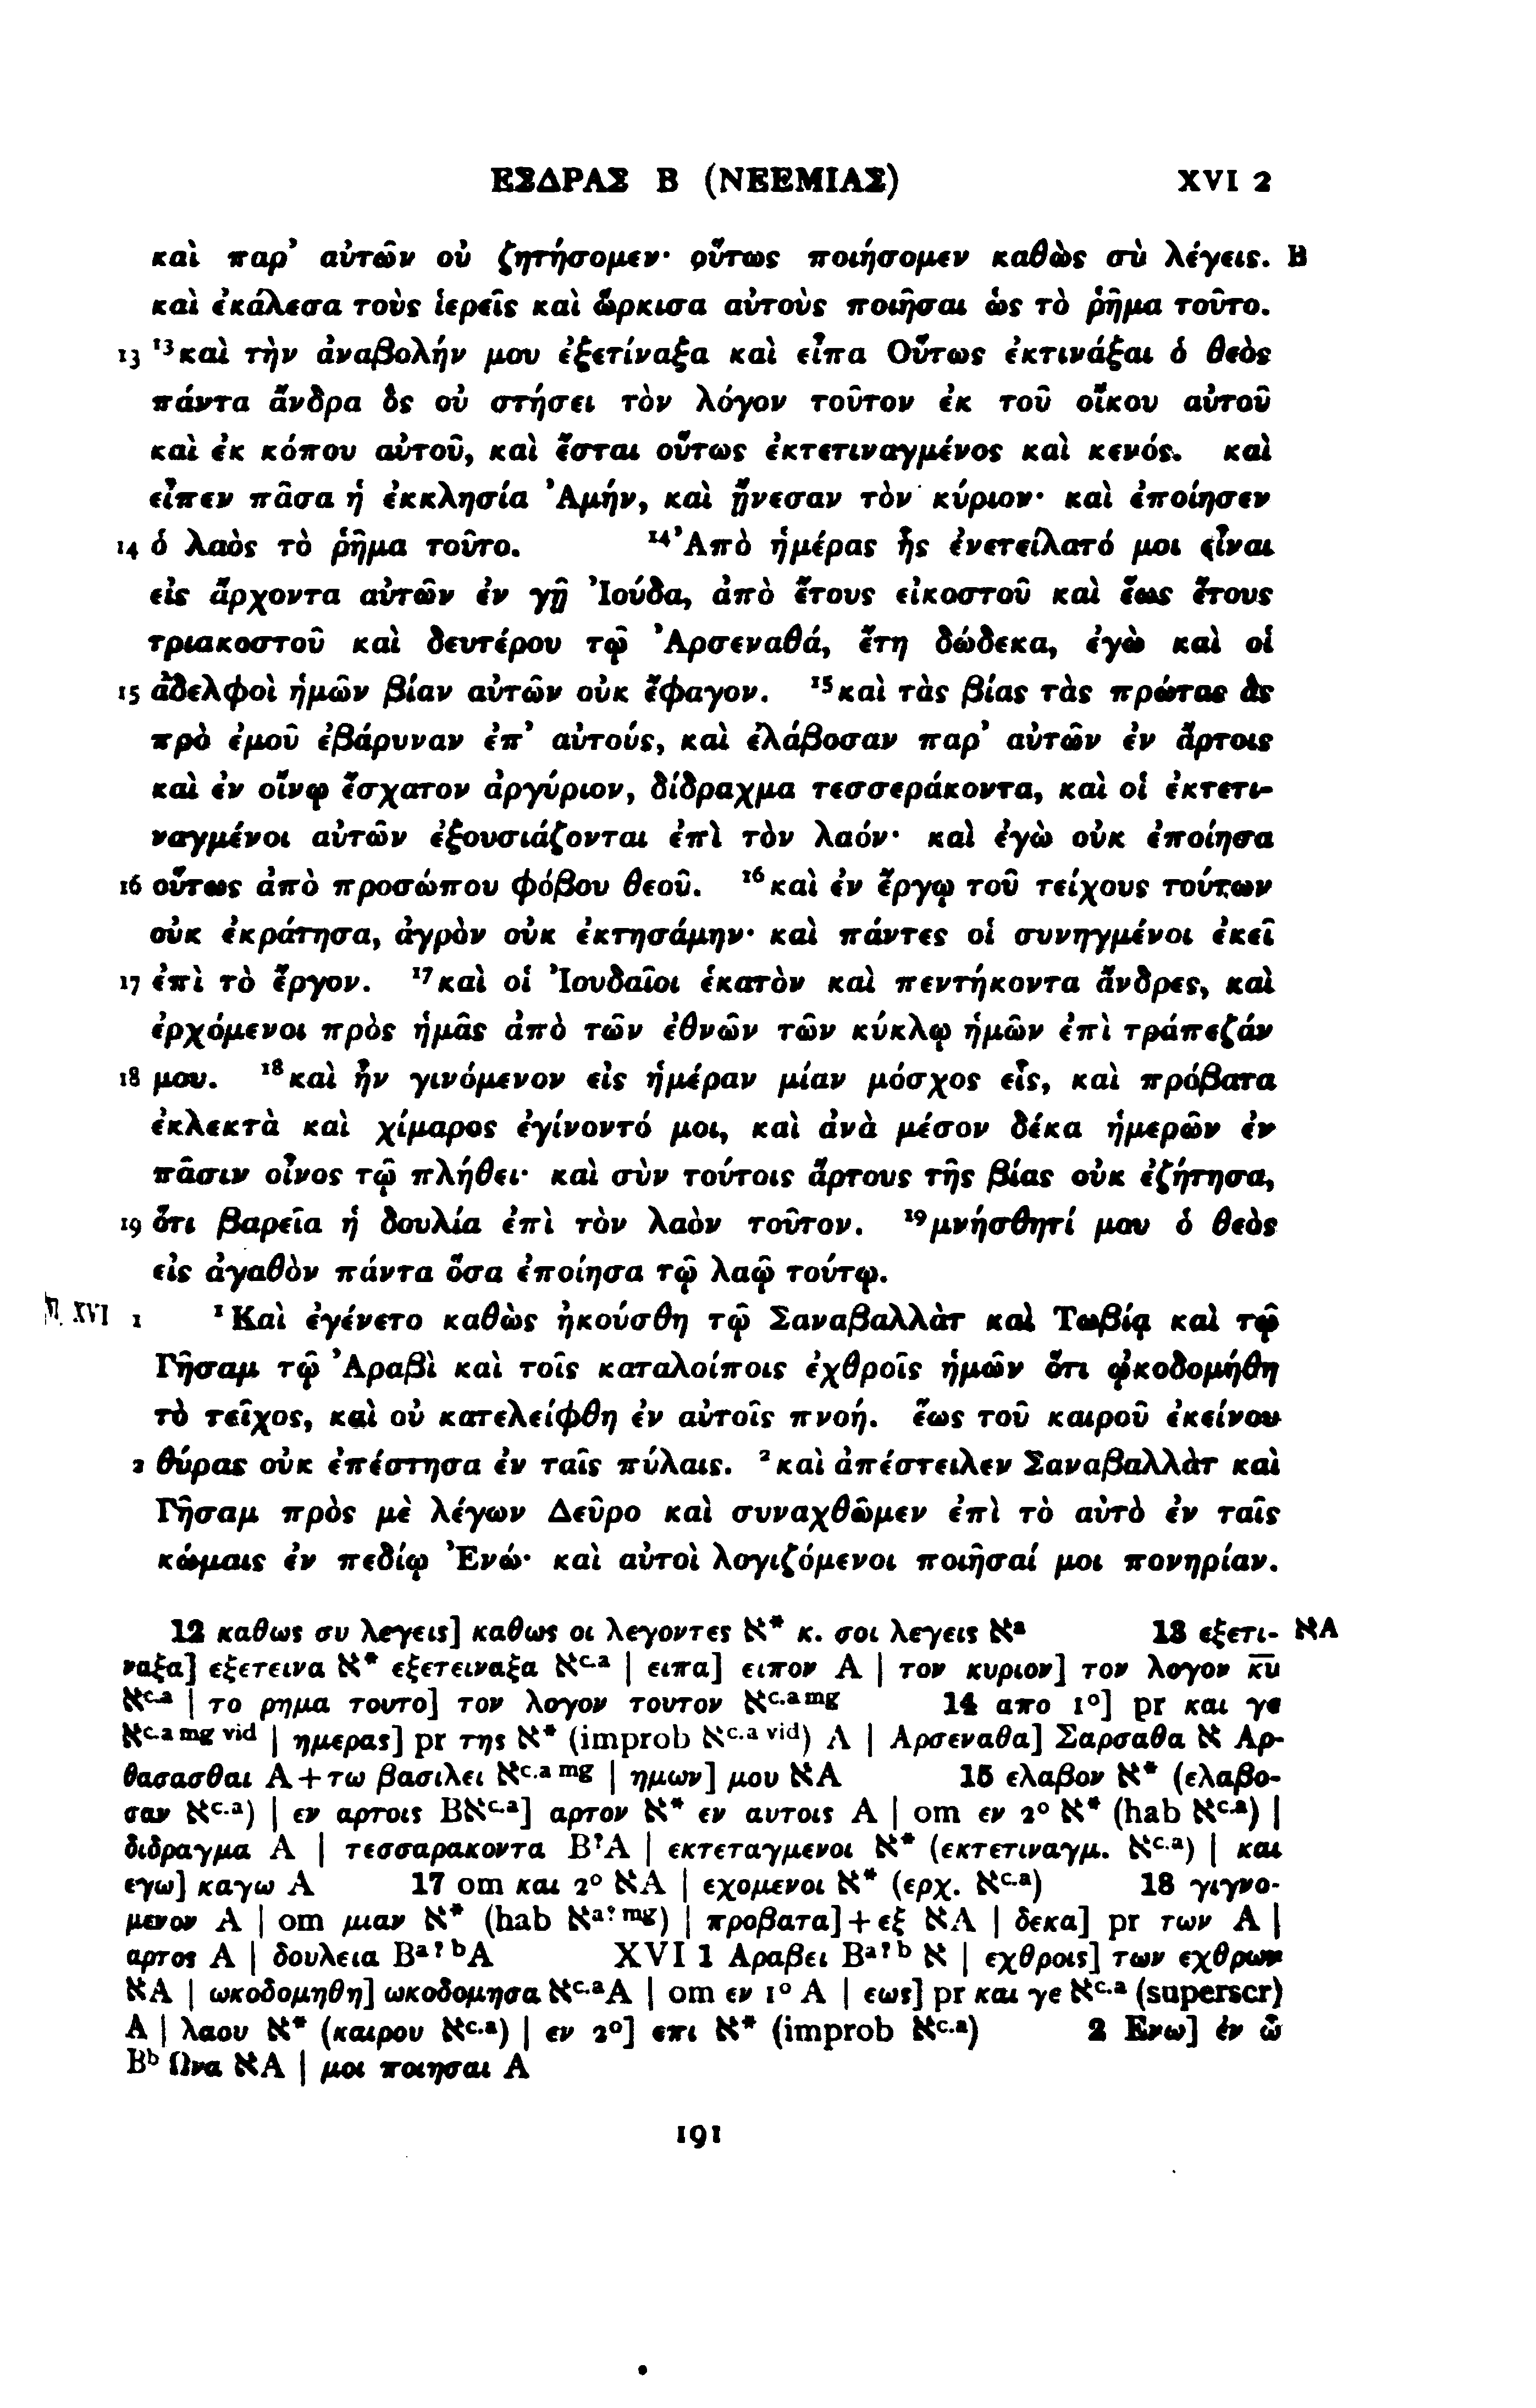 ΕΣΔΡΑΣ Β (ΝΕΕΜΙΑΣ) XVI 2
καὶ παρ’ αὐτῶν οὐ ζητήσομεν· οὕτως ποιήσομεν καθὼς σὺ λέγεις. B
καὶ ἐκάλεσα τοὺς ἱερεῖς καὶ ὥρκισα αὐτοὺς ποιῆσαι ὡς τὸ ῥῆμα τοῦτο.
13 ¹³καὶ τὴν ἀναβολήν μου ἐξετίναξα καὶ εἶπα Οὕτως ἐκτινάξαι ὁ θεὸς
πάντα ἄνδρα ὃς οὐ στήσει τὸν λόγον τοῦτον ἐκ τοῦ οἴκου αὐτοῦ
καὶ ἐκ κόπου αὐτοῦ, καὶ ἔσται οὕτως ἐκτετιναγμένος καὶ κενός. καὶ
εἶπεν πᾶσα ἡ ἐκκλησία Ἀμήν, καὶ ᾔνεσαν τὸν κύριον· καὶ ἐποίησεν
14 ὁ λαὸς τὸ ῥῆμα τοῦτο. ¹⁴Ἀπὸ ἡμέρας ἧς ἐνετείλατό μοι εἶναι
εἰς ἄρχοντα αὐτῶν ἐν γῇ Ἰούδα, ἀπὸ ἔτους εἰκοστοῦ καὶ ἕως ἔτους
τριακοστοῦ καὶ δευτέρου τῷ Ἀρσεναθά, ἔτη δώδεκα, ἐγὼ καὶ οἱ
15 ἀδελφοὶ ἡμῶν βίαν αὐτῶν οὐκ ἔφαγον. ¹⁵καὶ τὰς βίας τὰς πρώτας ἃς
πρὸ ἐμοῦ ἐβάρυναν ἐπ’ αὐτούς, καὶ ἐλάβοσαν παρ’ αὐτῶν ἐν ἄρτοις
καὶ ἐν οἴνῳ ἔσχατον ἀργύριον, δίδραχμα τεσσεράκοντα, καὶ οἱ ἐκτετι-
ναγμένοι αὐτῶν ἐξουσιάζονται ἐπὶ τὸν λαόν· καὶ ἐγὼ οὐκ ἐποίησα
16 οὕτως ἀπὸ προσώπου φόβου θεοῦ. ¹⁶καὶ ἐν ἔργῳ τοῦ τείχους τούτων
οὐκ ἐκράτησα, ἀγρὸν οὐκ ἐκτησάμην· καὶ πάντες οἱ συνηγμένοι ἐκεῖ
17 ἐπὶ τὸ ἔργον. ¹⁷καὶ οἱ Ἰουδαῖοι ἑκατὸν καὶ πεντήκοντα ἄνδρες, καὶ
ἐρχόμενοι πρὸς ἡμᾶς ἀπὸ τῶν ἐθνῶν τῶν κύκλῳ ἡμῶν ἐπὶ τράπεζάν
18 μου. ¹⁸καὶ ἦν γινόμενον εἰς ἡμέραν μίαν μόσχος εἷς, καὶ πρόβατα
ἐκλεκτὰ καὶ χίμαρος ἐγίνοντό μοι, καὶ ἀνὰ μέσον δέκα ἡμερῶν ἐν
πᾶσιν οἶνος τῷ πλήθει· καὶ σὺν τούτοις ἄρτους τῆς βίας οὐκ ἐζήτησα,
19 ὅτι βαρεῖα ἡ δουλία ἐπὶ τὸν λαὸν τοῦτον. ¹⁹μνήσθητί μου ὁ θεὸς
εἰς ἀγαθὸν πάντα ὅσα ἐποίησα τῷ λαῷ τούτῳ.
XVI 1 ¹Καὶ ἐγένετο καθὼς ἠκούσθη τῷ Σαναβαλλὰτ καὶ Τωβίᾳ καὶ τῷ
Γῆσαμ τῷ Ἀραβὶ καὶ τοῖς καταλοίποις ἐχθροῖς ἡμῶν ὅτι ᾠκοδομήθη
τὸ τεῖχος, καὶ οὐ κατελείφθη ἐν αὐτοῖς πνοή. ἕως τοῦ καιροῦ ἐκείνου
2 θύρας οὐκ ἐπέστησα ἐν ταῖς πύλαις. ²καὶ ἀπέστειλεν Σαναβαλλὰτ καὶ
Γῆσαμ πρὸς μὲ λέγων Δεῦρο καὶ συναχθῶμεν ἐπὶ τὸ αὐτὸ ἐν ταῖς
κώμαις ἐν πεδίῳ Ἐνώ· καὶ αὐτοὶ λογιζόμενοι ποιῆσαί μοι πονηρίαν.
12 καθως συ λεγεις] καθως οι λεγοντες א* κ. σοι λεγεις אᵃ 13 εξετι- אA
ναξα] εξετεινα א* εξετειναξα אᶜ·ᵃ | ειπα] ειπον A | τον κυριον] τον λογον κ̅υ̅
אᶜ·ᵃ | το ρημα τουτο] τον λογον τουτον אᶜ·ᵃ ᵐᵍ 14 απο 1°] pr και γε
אᶜ·ᵃ ᵐᵍ ᵛⁱᵈ | ημερας] pr της א* (improb אᶜ·ᵃ ᵛⁱᵈ) A | Αρσεναθα] Σαρσαθα א Αρ-
θασασθαι A + τω βασιλει אᶜ·ᵃ ᵐᵍ | ημων] μου אA 15 ελαβον א* (ελαβο-
σαν אᶜ·ᵃ) | εν αρτοις Bאᶜ·ᵃ] αρτον א* εν αυτοις A | om εν 2° א* (hab אᶜ·ᵃ) |
διδραγμα A | τεσσαρακοντα B?A | εκτεταγμενοι א* (εκτετιναγμ. אᶜ·ᵃ) | και
εγω] καγω A 17 om και 2° אA | εχομενοι א* (ερχ. אᶜ·ᵃ) 18 γιγνο-
μενον A | om μιαν א* (hab אᵃ? ᵐᵍ) | προβατα] + εξ אA | δεκα] pr των A |
αρτος A | δουλεια Bᵃ?ᵇA XVI 1 Αραβει Bᵃ?ᵇ א | εχθροις] των εχθρων
אA | ωκοδομηθη] ωκοδομησα אᶜ·ᵃA | om εν 1° A | εως] pr και γε אᶜ·ᵃ (superscr)
A | λαου א* (καιρου אᶜ·ᵃ) | εν 2°] επι א* (improb אᶜ·ᵃ) 2 Ενω] ἐν ᾧ
Bᵇ Ωνα אA | μοι ποιησαι A
191